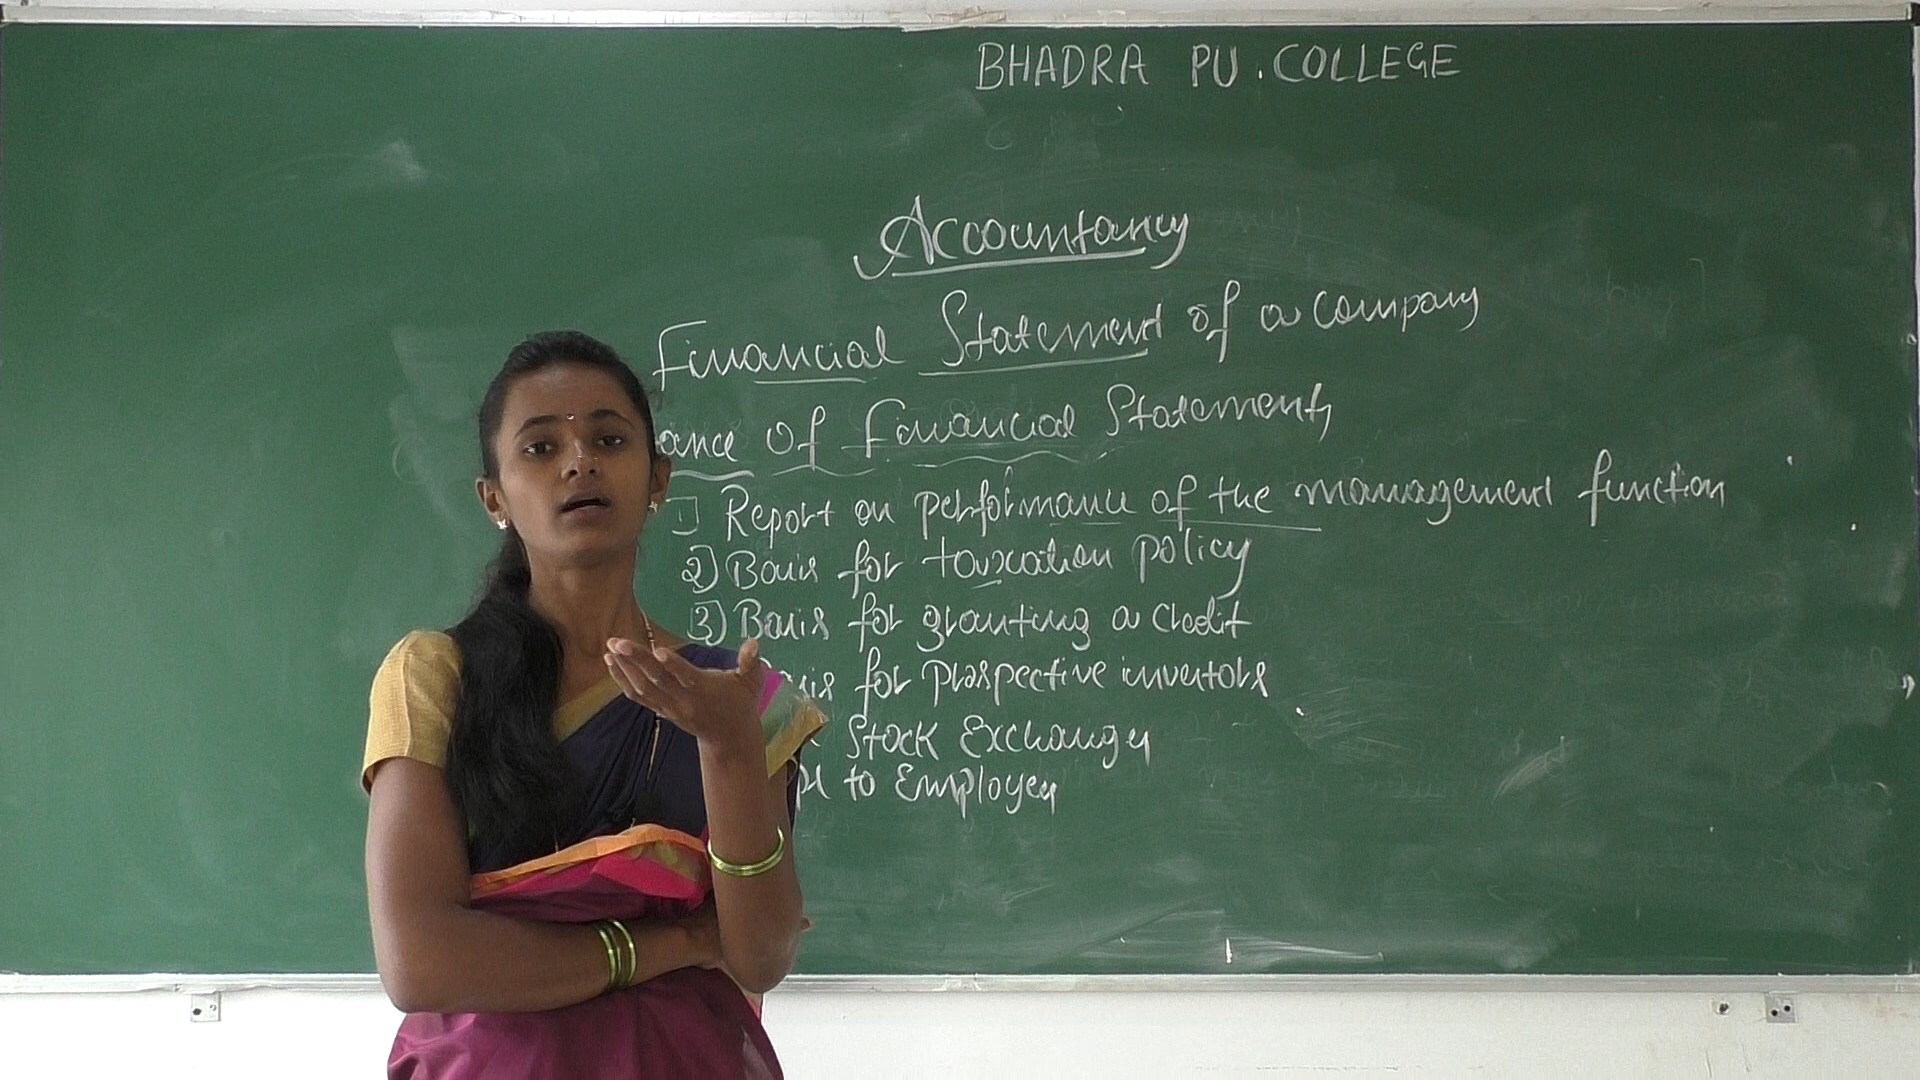 BHADRA PU. COLLEGE
Accountancy
Financial Statement of a company
ance of Financial Statements
1] Report on performance of the management function
2) Basis for taxation policy
3) Basis for granting a credit
sis for prospective investors
Stock Exchanges
to Employees